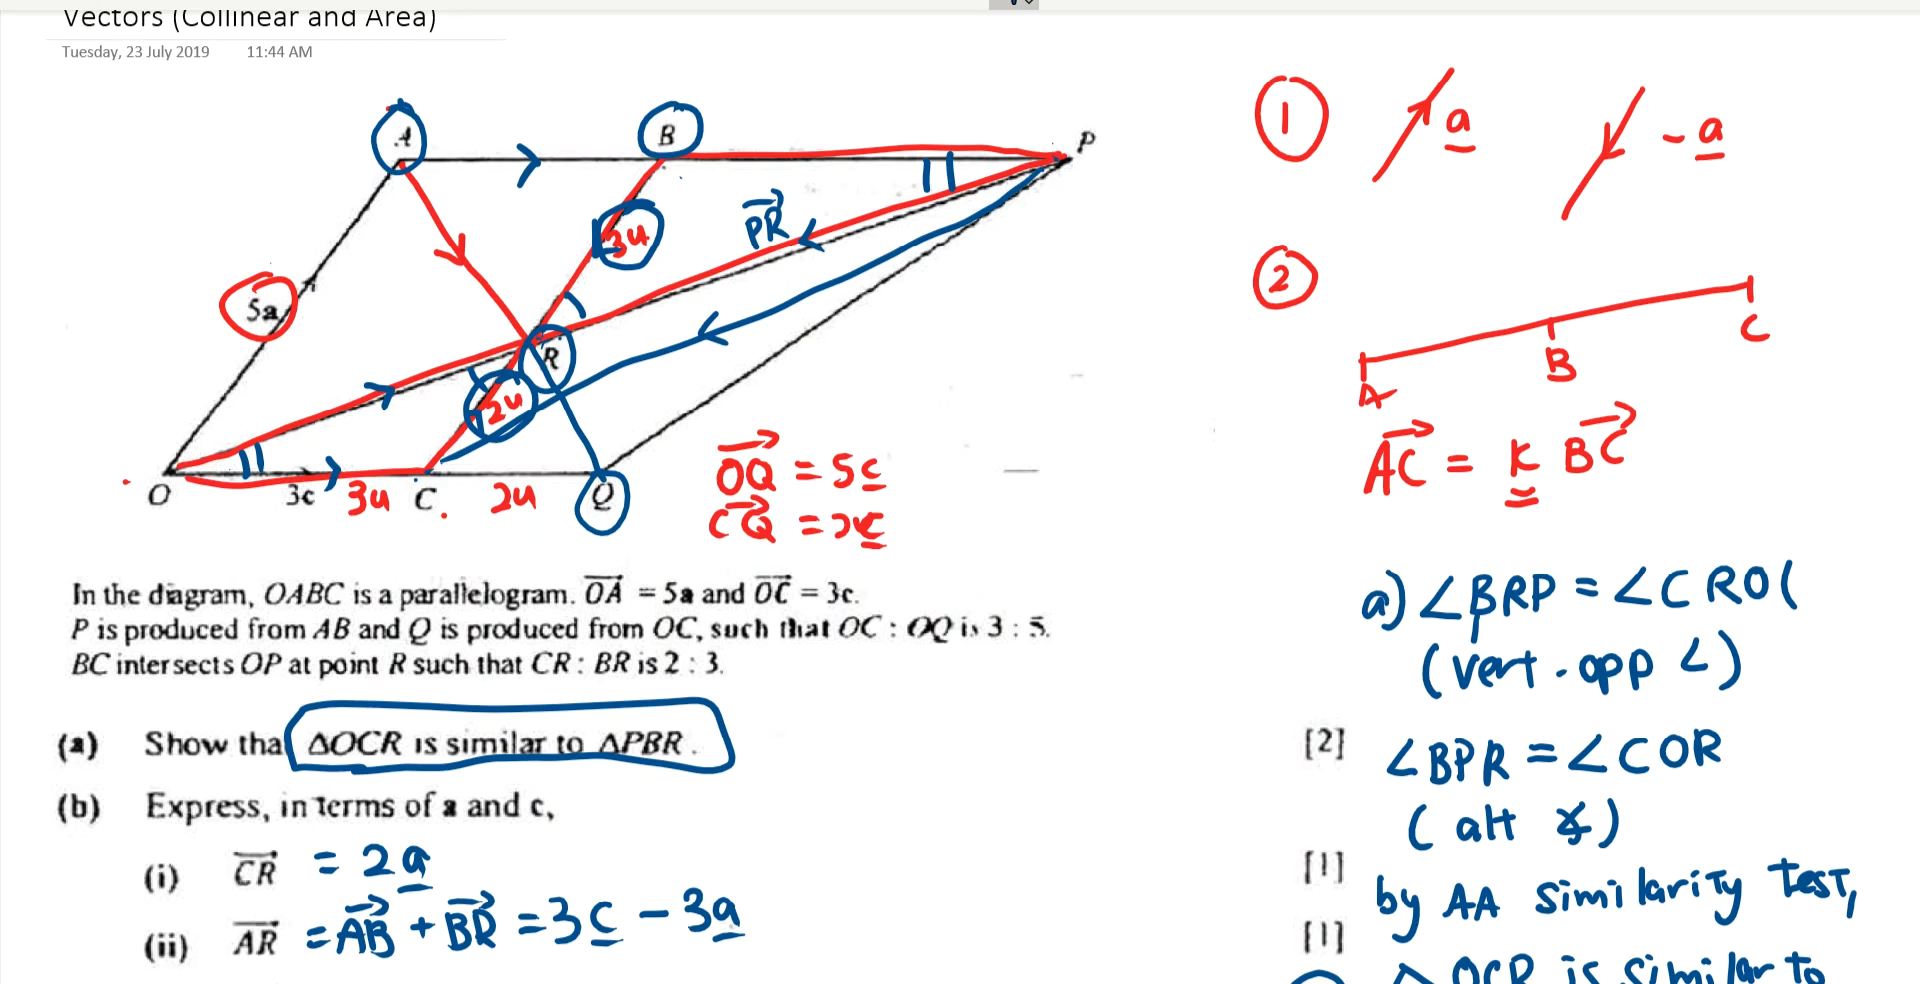 Vectors (Collinear and Area)
Tuesday, 23 July 2019 11:44 AM
A
B
P
5a
3u
PR
R
2u
O
3c
3u
C
2u
Q
OQ = 5c
CQ = 2c
1
a
- a
2
A
B
C
AC = k BC
In the diagram, OABC is a parallelogram. OA = 5a and OC = 3c.
P is produced from AB and Q is produced from OC, such that OC : OQ is 3 : 5.
BC intersects OP at point R such that CR : BR is 2 : 3.
(a) Show tha ΔOCR is similar to ΔPBR . [2]
(b) Express, in terms of a and c,
(i) CR = 2a [1]
(ii) AR = AB + BR = 3c - 3a [1]
a) ∠BRP = ∠CRO (
(vert. opp ∠)
∠BPR = ∠COR
( alt ∡)
by AA similarity test,
Δ OCR is similar to